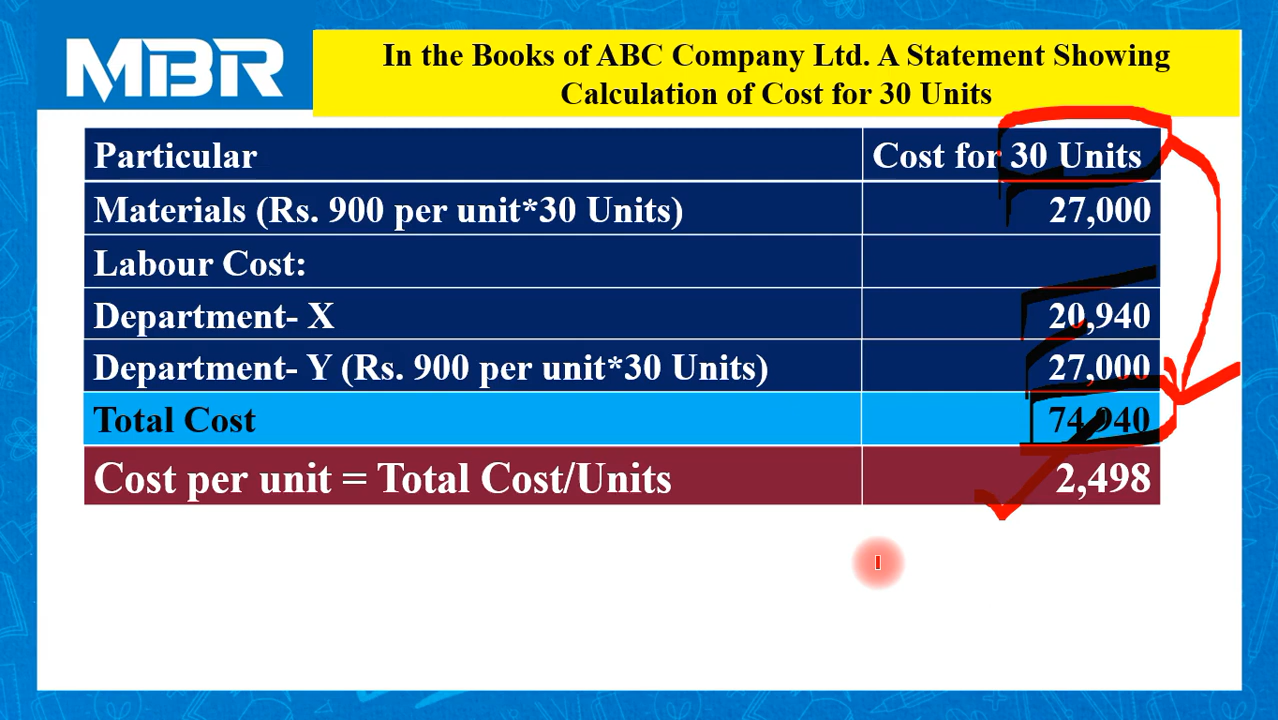 MBR
In the Books of ABC Company Ltd. A Statement Showing
Calculation of Cost for 30 Units
Particular Cost for 30 Units
Materials (Rs. 900 per unit*30 Units) 27,000
Labour Cost:
Department- X 20,940
Department- Y (Rs. 900 per unit*30 Units) 27,000
Total Cost 74,940
Cost per unit = Total Cost/Units 2,498